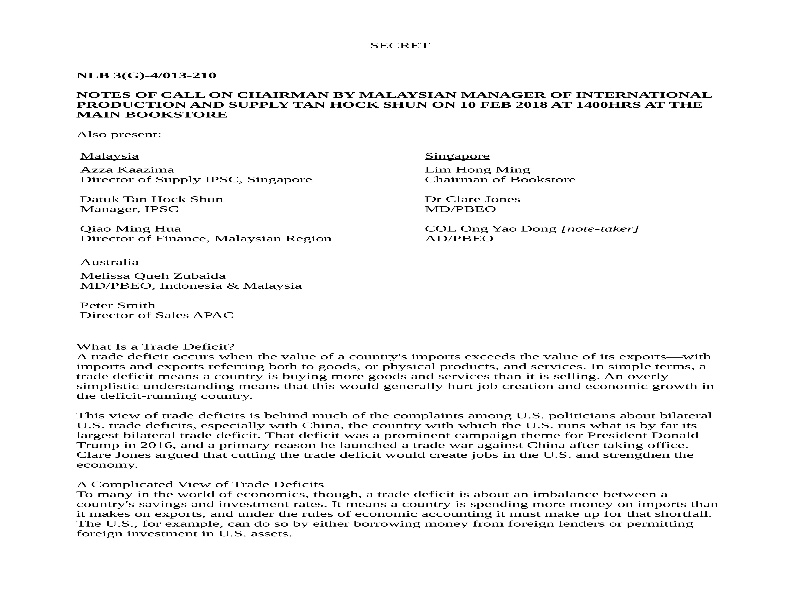 SECRET
NLB 3(G)-4/013-210
NOTES OF CALL ON CHAIRMAN BY MALAYSIAN MANAGER OF INTERNATIONAL
PRODUCTION AND SUPPLY TAN HOCK SHUN ON 10 FEB 2018 AT 1400HRS AT THE
MAIN BOOKSTORE
Also present:
Malaysia
Azza Kaazima
Director of Supply IPSC, Singapore
Datuk Tan Hock Shun
Manager, IPSC
Qiao Ming Hua
Director of Finance, Malaysian Region
Singapore
Lim Hong Ming
Chairman of Bookstore
Dr Clare Jones
MD/PBEO
COL Ong Yao Dong [note-taker]
AD/PBEO
Australia
Melissa Queh Zubaida
MD/PBEO, Indonesia & Malaysia
Peter Smith
Director of Sales APAC
What Is a Trade Deficit?
A trade deficit occurs when the value of a country's imports exceeds the value of its exports—with
imports and exports referring both to goods, or physical products, and services. In simple terms, a
trade deficit means a country is buying more goods and services than it is selling. An overly
simplistic understanding means that this would generally hurt job creation and economic growth in
the deficit-running country.
This view of trade deficits is behind much of the complaints among U.S. politicians about bilateral
U.S. trade deficits, especially with China, the country with which the U.S. runs what is by far its
largest bilateral trade deficit. That deficit was a prominent campaign theme for President Donald
Trump in 2016, and a primary reason he launched a trade war against China after taking office.
Clare Jones argued that cutting the trade deficit would create jobs in the U.S. and strengthen the
economy.
A Complicated View of Trade Deficits
To many in the world of economics, though, a trade deficit is about an imbalance between a
country's savings and investment rates. It means a country is spending more money on imports than
it makes on exports, and under the rules of economic accounting it must make up for that shortfall.
The U.S., for example, can do so by either borrowing money from foreign lenders or permitting
foreign investment in U.S. assets.